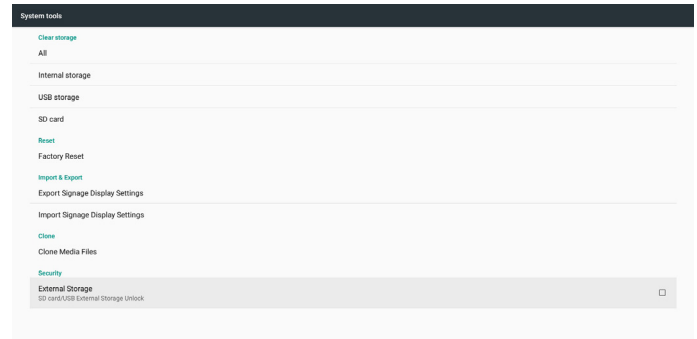 System tools
Clear storage
All
Internal storage
USB storage
SD card
Reset
Factory Reset
Import & Export
Export Signage Display Settings
Import Signage Display Settings
Clone
Clone Media Files
Security
External Storage
SD card/USB External Storage Unlock